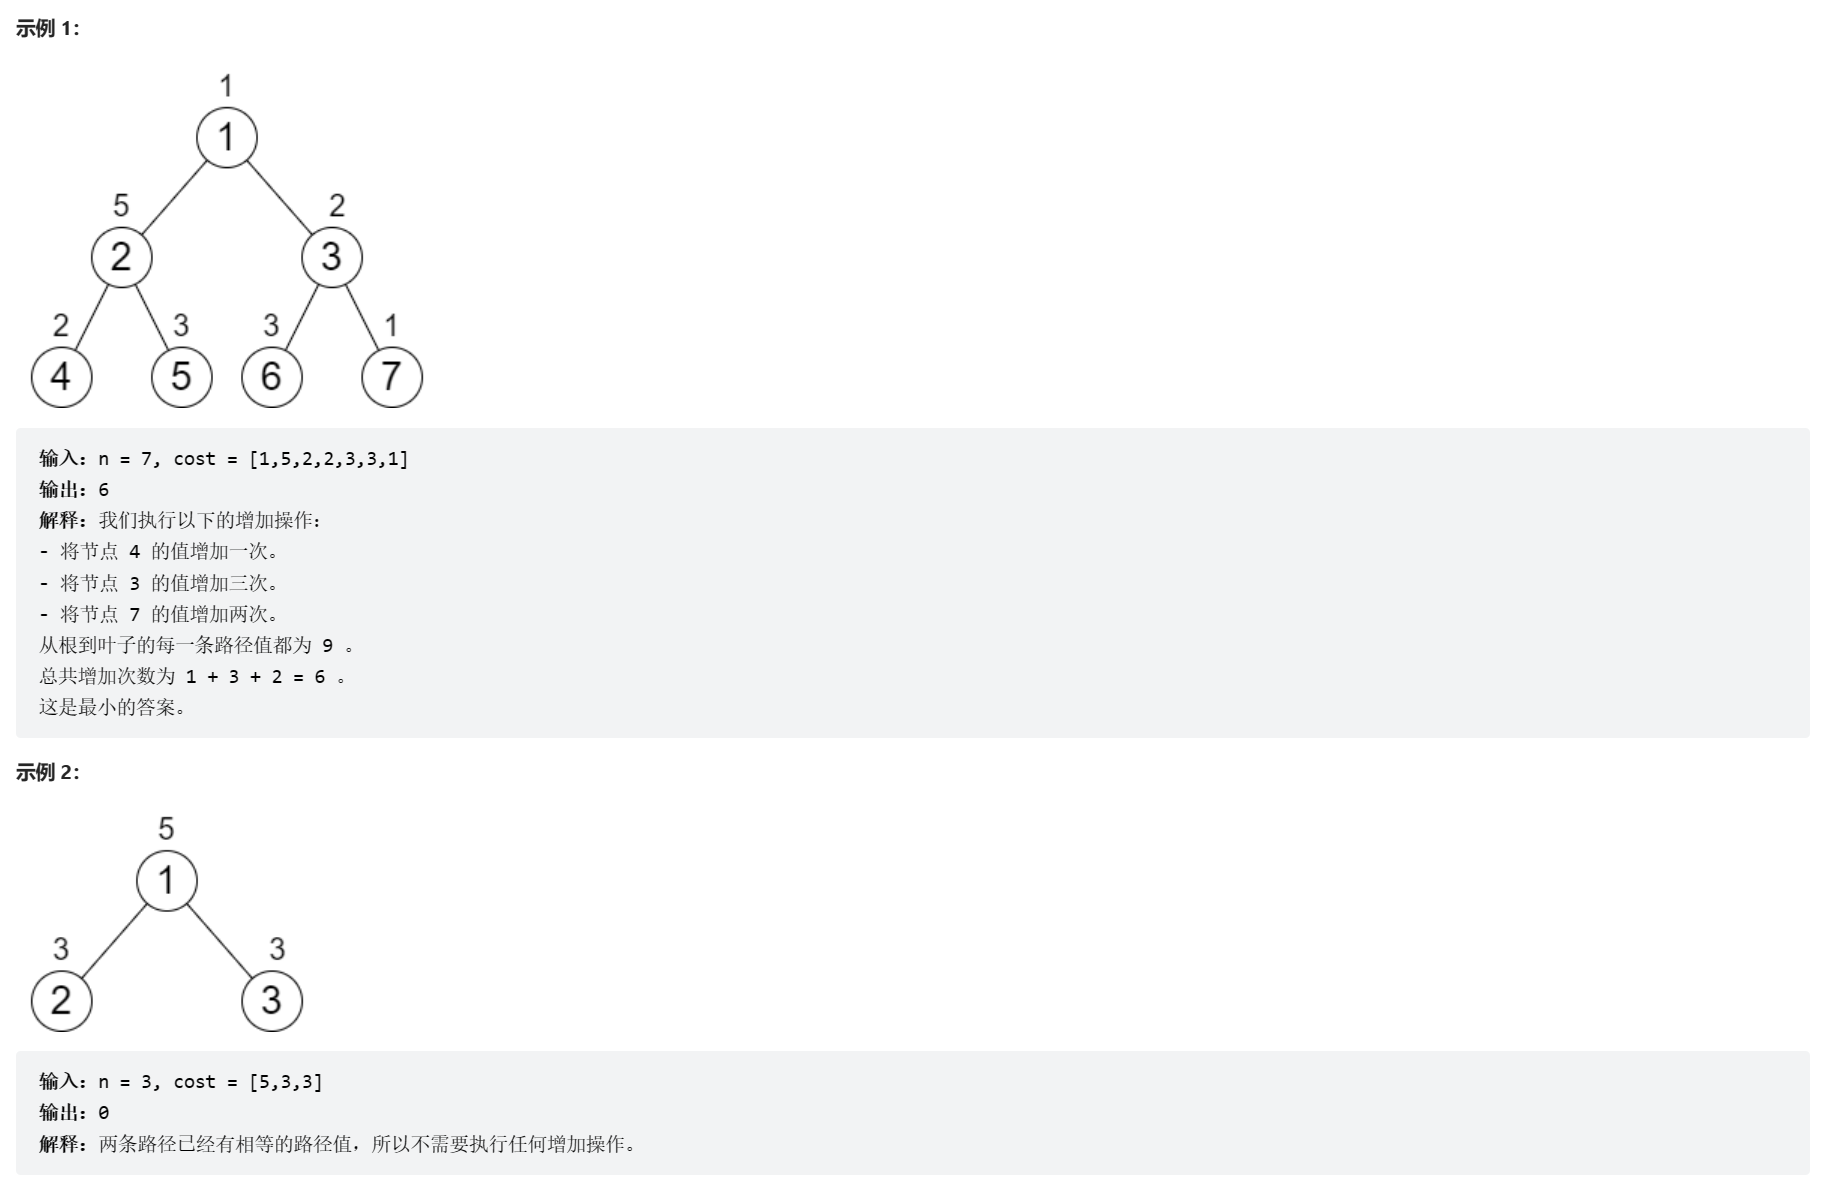 示例 1:
1
1
5
2
2
3
2
3
3
1
4
5
6
7
输入：n = 7, cost = [1,5,2,2,3,3,1]
输出：6
解释：我们执行以下的增加操作：
- 将节点 4 的值增加一次。
- 将节点 3 的值增加三次。
- 将节点 7 的值增加两次。
从根到叶子的每一条路径值都为 9 。
总共增加次数为 1 + 3 + 2 = 6 。
这是最小的答案。
示例 2:
5
1
3
3
2
3
输入：n = 3, cost = [5,3,3]
输出：0
解释：两条路径已经有相等的路径值，所以不需要执行任何增加操作。